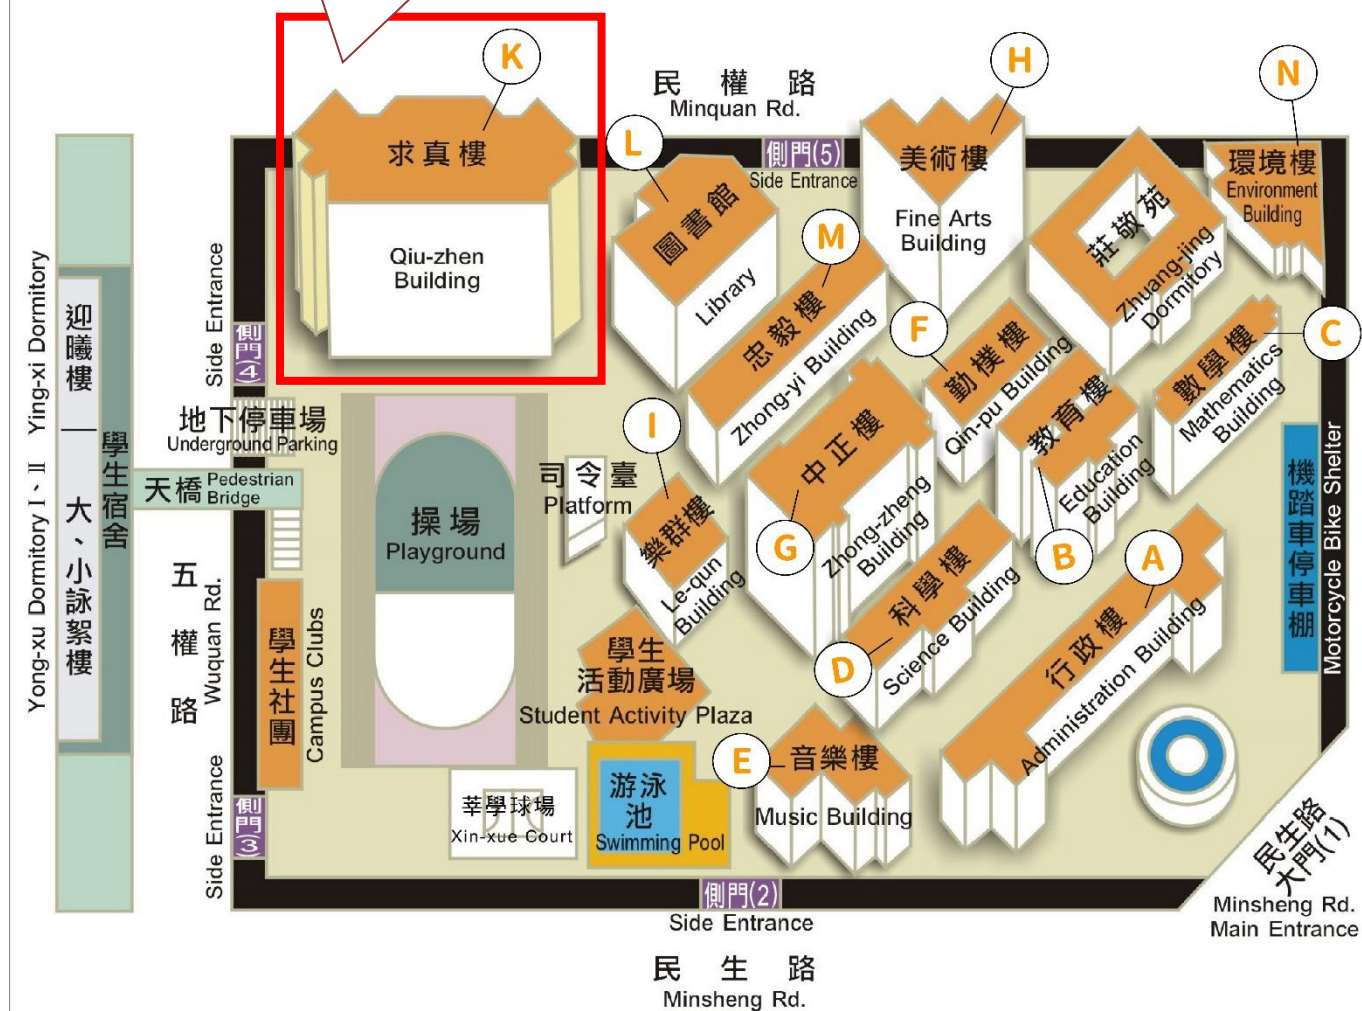 K
求真樓
Qiu-zhen
Building
民權路
Minquan Rd.
H
N
L
圖書館
Library
側門(5)
Side Entrance
美術樓
Fine Arts
Building
環境樓
Environment
Building
莊敬苑
Zhuang-jing
Dormitory
M
忠毅樓
Zhong-yi Building
F
勤樸樓
Qin-pu Building
C
數學樓
Mathematics
Building
Side Entrance
側門(4)
地下停車場
Underground Parking
天橋
Pedestrian
Bridge
迎曦樓
大、小詠絮樓
學生宿舍
Yong-xu Dormitory I、II Ying-xi Dormitory
五權路
Wuquan Rd.
學生社團
Campus Clubs
操場
Playground
司令臺
Platform
I
樂群樓
Le-qun
Building
G
中正樓
Zhong-zheng
Building
B
教育樓
Education
Building
A
行政樓
Administration Building
機踏車停車棚
Motorcycle Bike Shelter
D
科學樓
Science Building
學生
活動廣場
Student Activity Plaza
E
音樂樓
Music Building
游泳
池
Swimming Pool
莘學球場
Xin-xue Court
Side Entrance
側門(3)
側門(2)
Side Entrance
民生路
Minsheng Rd.
民生路
大門(1)
Minsheng Rd.
Main Entrance